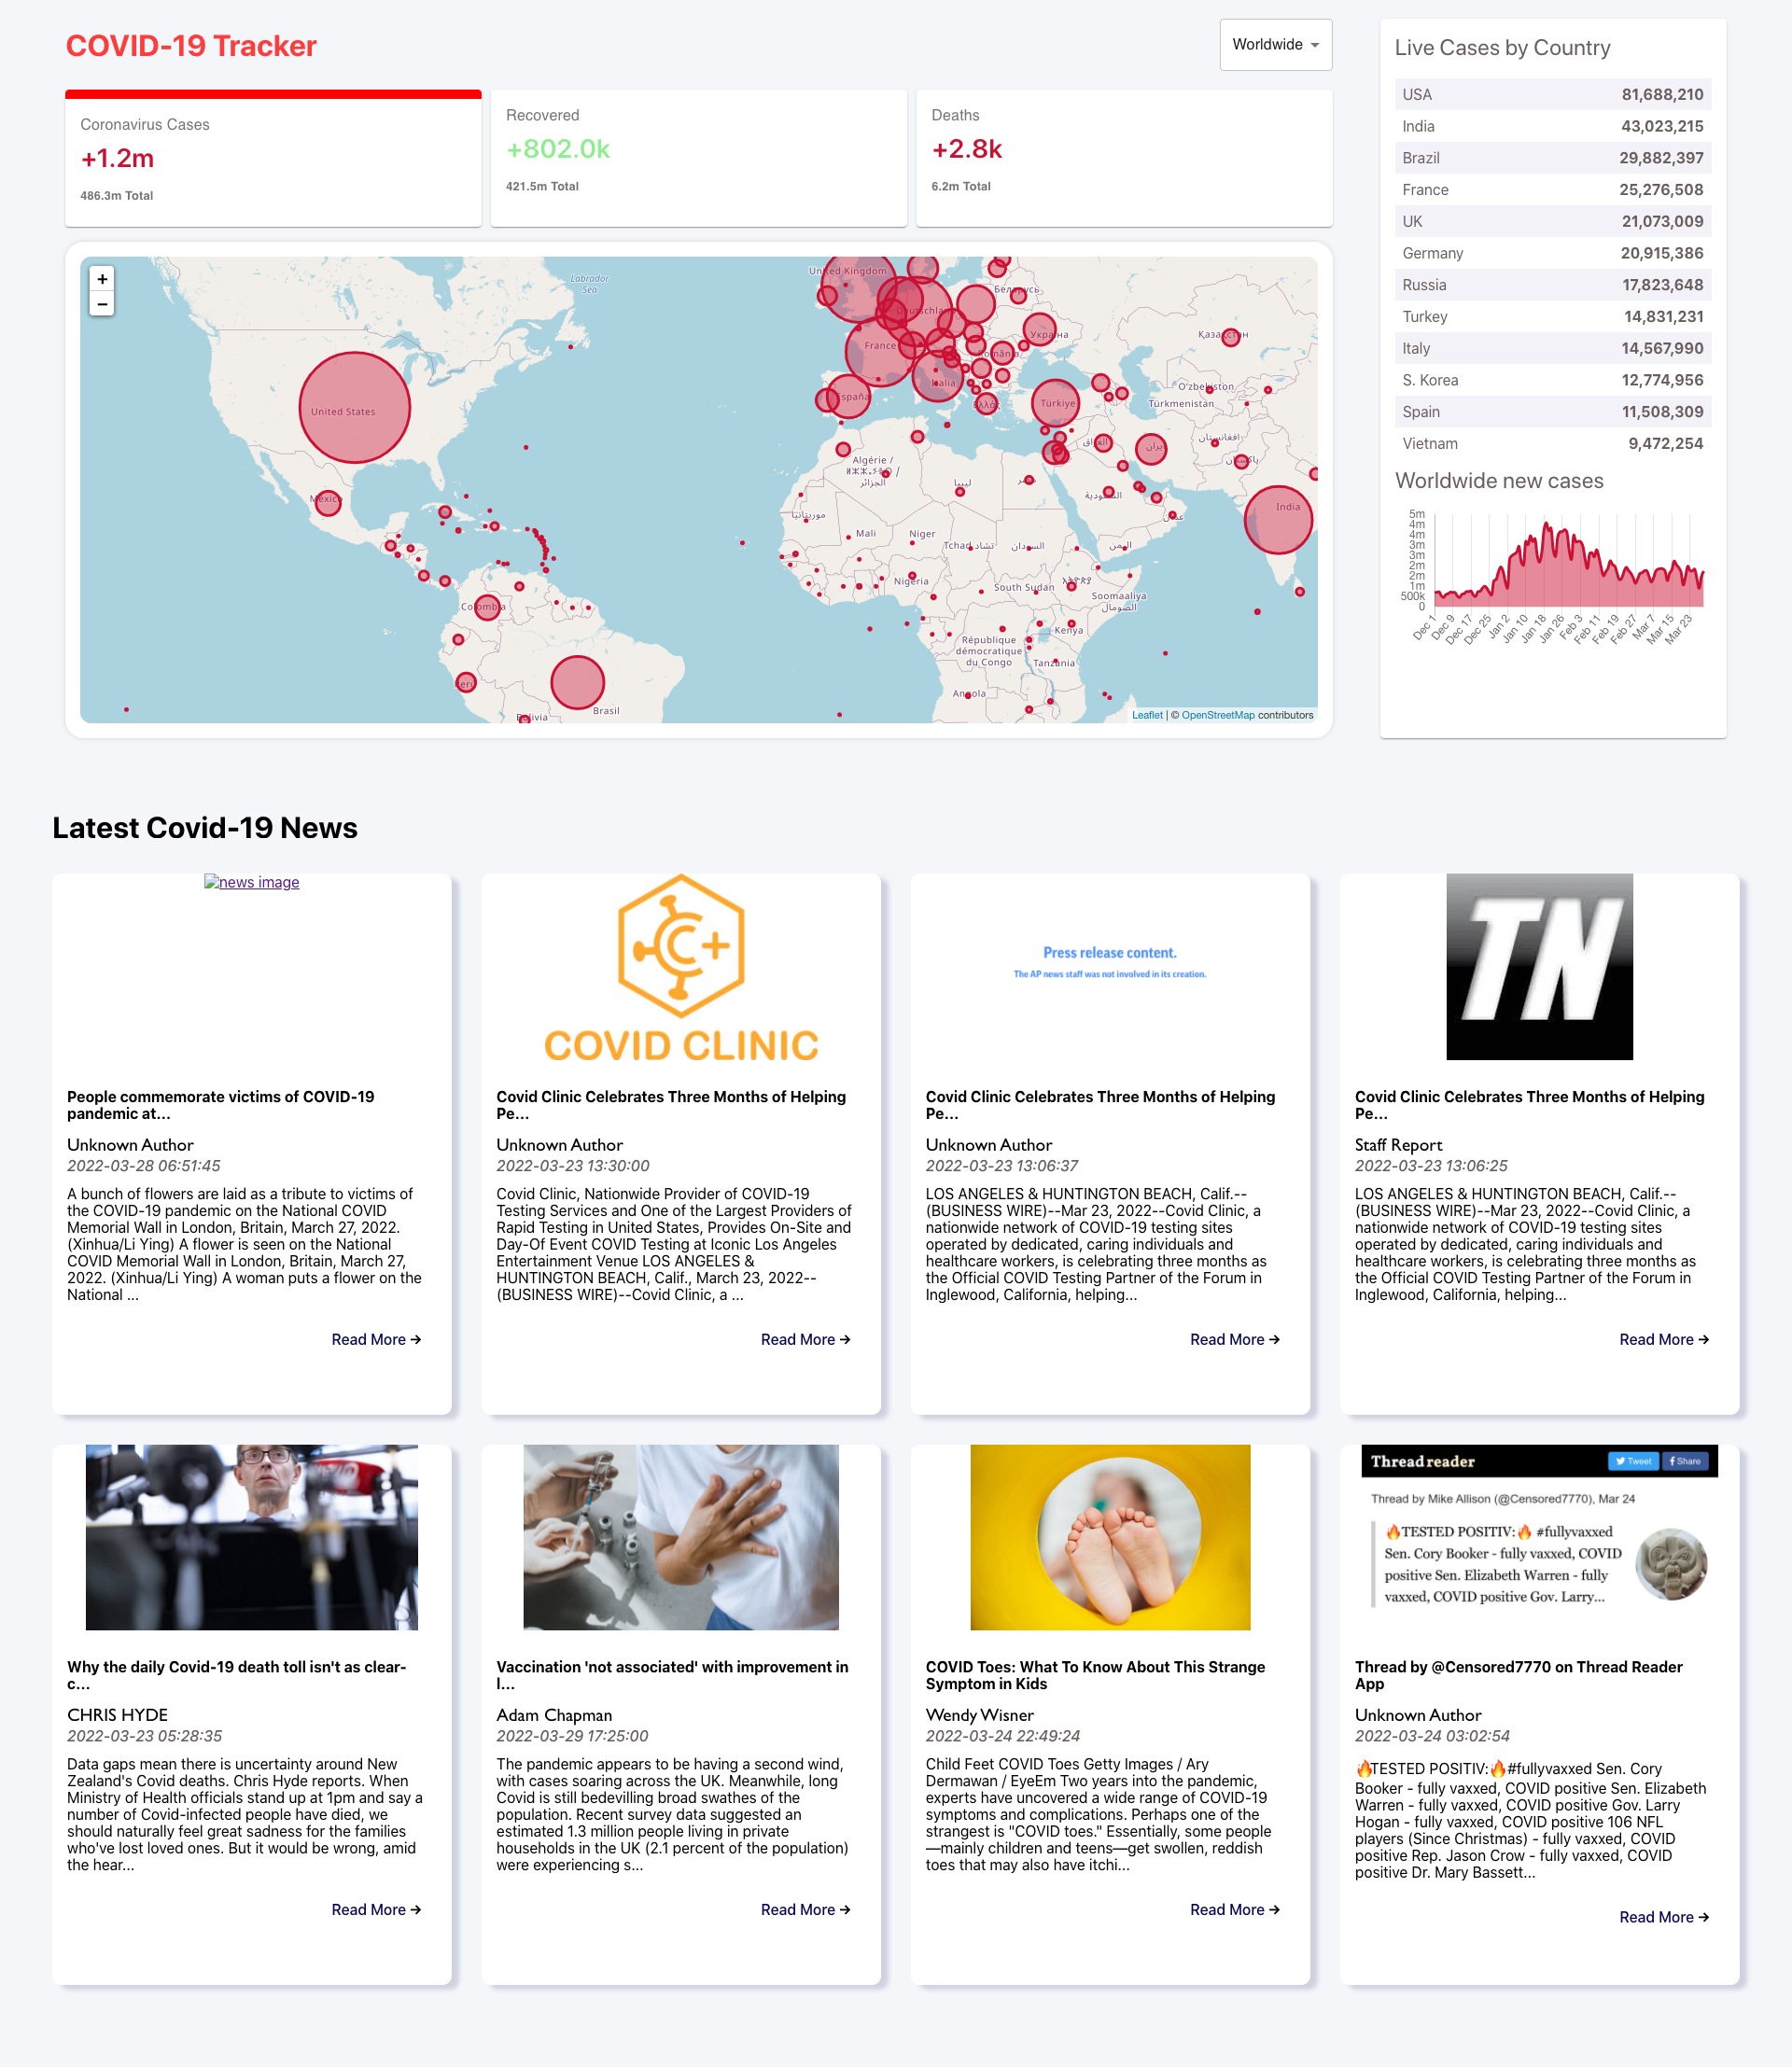 COVID-19 Tracker
Worldwide
Coronavirus Cases
+1.2m
486.3m Total
Recovered
+802.0k
421.5m Total
Deaths
+2.8k
6.2m Total
+
−
Labrador
Sea
United Kingdom
Беларусь
Deutschland
Україна
France
România
Қазақстан
Italia
España
Ελλάς
Türkiye
O'zbekiston
Türkmenistan
United States
México
العراق
ایران
افغانستان
پاکستان
India
Algérie /
الجزائر
ليبيا
مصر
السعودية
عمان
موريتانيا
Mali
Niger
Tchad تشاد
السودان
اليمن
Nigeria
South Sudan
Soomaaliya
الصومال
Colombia
Kenya
République
démocratique
du Congo
Tanzania
Perú
Angola
Brasil
Bolivia
Leaflet | © OpenStreetMap contributors
Live Cases by Country
USA 81,688,210
India 43,023,215
Brazil 29,882,397
France 25,276,508
UK 21,073,009
Germany 20,915,386
Russia 17,823,648
Turkey 14,831,231
Italy 14,567,990
S. Korea 12,774,956
Spain 11,508,309
Vietnam 9,472,254
Worldwide new cases
5m
4m
4m
3m
3m
2m
2m
1m
500k
0
Dec 1 Dec 9 Dec 17 Dec 25 Jan 2 Jan 10 Jan 18 Jan 26 Feb 3 Feb 11 Feb 19 Feb 27 Mar 7 Mar 15 Mar 23
Latest Covid-19 News
news image
People commemorate victims of COVID-19
pandemic at...
Unknown Author
2022-03-28 06:51:45
A bunch of flowers are laid as a tribute to victims of
the COVID-19 pandemic on the National COVID
Memorial Wall in London, Britain, March 27, 2022.
(Xinhua/Li Ying) A flower is seen on the National
COVID Memorial Wall in London, Britain, March 27,
2022. (Xinhua/Li Ying) A woman puts a flower on the
National ...
Read More →
COVID CLINIC
Covid Clinic Celebrates Three Months of Helping
Pe...
Unknown Author
2022-03-23 13:30:00
Covid Clinic, Nationwide Provider of COVID-19
Testing Services and One of the Largest Providers of
Rapid Testing in United States, Provides On-Site and
Day-Of Event COVID Testing at Iconic Los Angeles
Entertainment Venue LOS ANGELES &
HUNTINGTON BEACH, Calif., March 23, 2022--
(BUSINESS WIRE)--Covid Clinic, a ...
Read More →
Press release content.
The AP news staff was not involved in its creation.
Covid Clinic Celebrates Three Months of Helping
Pe...
Unknown Author
2022-03-23 13:06:37
LOS ANGELES & HUNTINGTON BEACH, Calif.--
(BUSINESS WIRE)--Mar 23, 2022--Covid Clinic, a
nationwide network of COVID-19 testing sites
operated by dedicated, caring individuals and
healthcare workers, is celebrating three months as
the Official COVID Testing Partner of the Forum in
Inglewood, California, helping...
Read More →
TN
Covid Clinic Celebrates Three Months of Helping
Pe...
Staff Report
2022-03-23 13:06:25
LOS ANGELES & HUNTINGTON BEACH, Calif.--
(BUSINESS WIRE)--Mar 23, 2022--Covid Clinic, a
nationwide network of COVID-19 testing sites
operated by dedicated, caring individuals and
healthcare workers, is celebrating three months as
the Official COVID Testing Partner of the Forum in
Inglewood, California, helping...
Read More →
Why the daily Covid-19 death toll isn't as clear-
c...
CHRIS HYDE
2022-03-23 05:28:35
Data gaps mean there is uncertainty around New
Zealand's Covid deaths. Chris Hyde reports. When
Ministry of Health officials stand up at 1pm and say a
number of Covid-infected people have died, we
should naturally feel great sadness for the families
who've lost loved ones. But it would be wrong, amid
the hear...
Read More →
Vaccination 'not associated' with improvement in
l...
Adam Chapman
2022-03-29 17:25:00
The pandemic appears to be having a second wind,
with cases soaring across the UK. Meanwhile, long
Covid is still bedevilling broad swathes of the
population. Recent survey data suggested an
estimated 1.3 million people living in private
households in the UK (2.1 percent of the population)
were experiencing s...
Read More →
COVID Toes: What To Know About This Strange
Symptom in Kids
Wendy Wisner
2022-03-24 22:49:24
Child Feet COVID Toes Getty Images / Ary
Dermawan / EyeEm Two years into the pandemic,
experts have uncovered a wide range of COVID-19
symptoms and complications. Perhaps one of the
strangest is "COVID toes." Essentially, some people
—mainly children and teens—get swollen, reddish
toes that may also have itchi...
Read More →
Thread reader
Tweet
Share
Thread by Mike Allison (@Censored7770), Mar 24
🔥TESTED POSITIV:🔥 #fullyvaxxed
Sen. Cory Booker - fully vaxxed, COVID
positive Sen. Elizabeth Warren - fully
vaxxed, COVID positive Gov. Larry...
Thread by @Censored7770 on Thread Reader
App
Unknown Author
2022-03-24 03:02:54
🔥TESTED POSITIV:🔥#fullyvaxxed Sen. Cory
Booker - fully vaxxed, COVID positive Sen. Elizabeth
Warren - fully vaxxed, COVID positive Gov. Larry
Hogan - fully vaxxed, COVID positive 106 NFL
players (Since Christmas) - fully vaxxed, COVID
positive Rep. Jason Crow - fully vaxxed, COVID
positive Dr. Mary Bassett...
Read More →